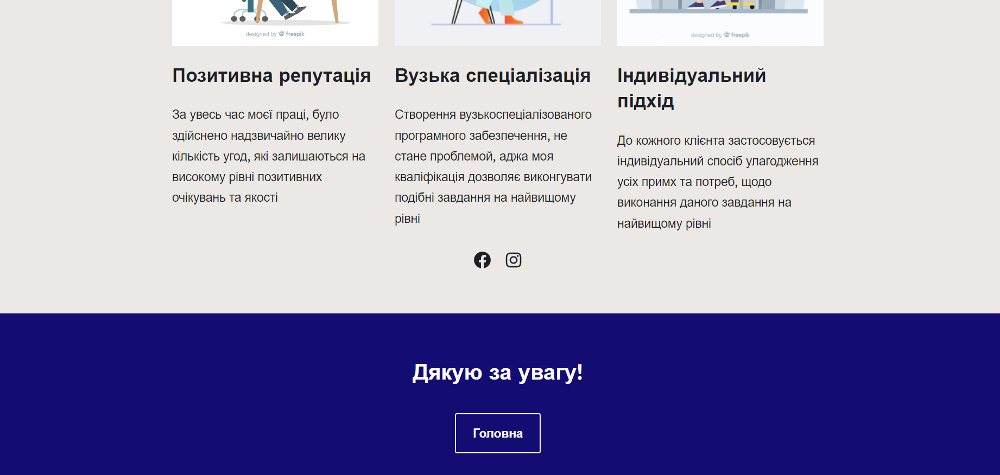 designed by freepik
designed by freepik
Позитивна репутація
За увесь час моєї праці, було
здійснено надзвичайно велику
кількість угод, які залишаються на
високому рівні позитивних
очікувань та якості
Вузька спеціалізація
Створення вузькоспеціалізованого
програмного забезпечення, не
стане проблемой, аджа моя
кваліфікація дозволяє виконгувати
подібні завдання на найвищому
рівні
Індивідуальний
підхід
До кожного клієнта застосовується
індивідуальний спосіб улагодження
усіх примх та потреб, щодо
виконання даного завдання на
найвищому рівні
Дякую за увагу!
Головна